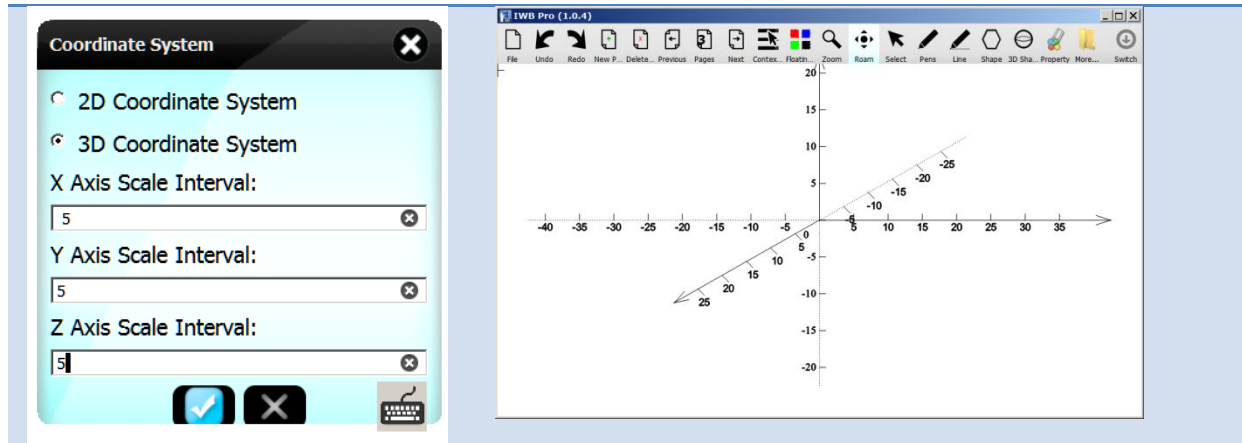 Coordinate System
2D Coordinate System
3D Coordinate System
X Axis Scale Interval:
5
Y Axis Scale Interval:
5
Z Axis Scale Interval:
5
IWB Pro (1.0.4)
3
File Undo Redo New P... Delete... Previous Pages Next Contex... Floatin... Zoom Roam Select Pens Line Shape 3D Sha... Property More... Switch
20
15
10
5
-25
-20
-15
-10
-5
-40 -35 -30 -25 -20 -15 -10 -5 0 5 10 15 20 25 30 35
5
10
15
20
25
-5
-10
-15
-20